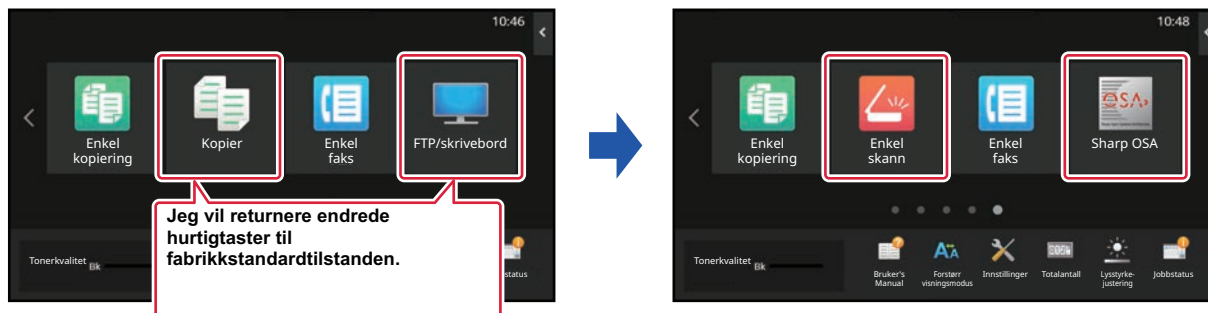 10:46
Enkel
kopiering
Kopier
Enkel
faks
FTP/skrivebord
Jeg vil returnere endrede
hurtigtaster til
fabrikkstandardtilstanden.
Tonerkvalitet
Bk
status
10:48
Enkel
kopiering
Enkel
skann
Enkel
faks
OSA
Sharp OSA
Tonerkvalitet
Bk
Bruker's
Manual
Forstørr
visningsmodus
Innstillinger
Totalantall
Lysstyrke-
justering
Jobbstatus